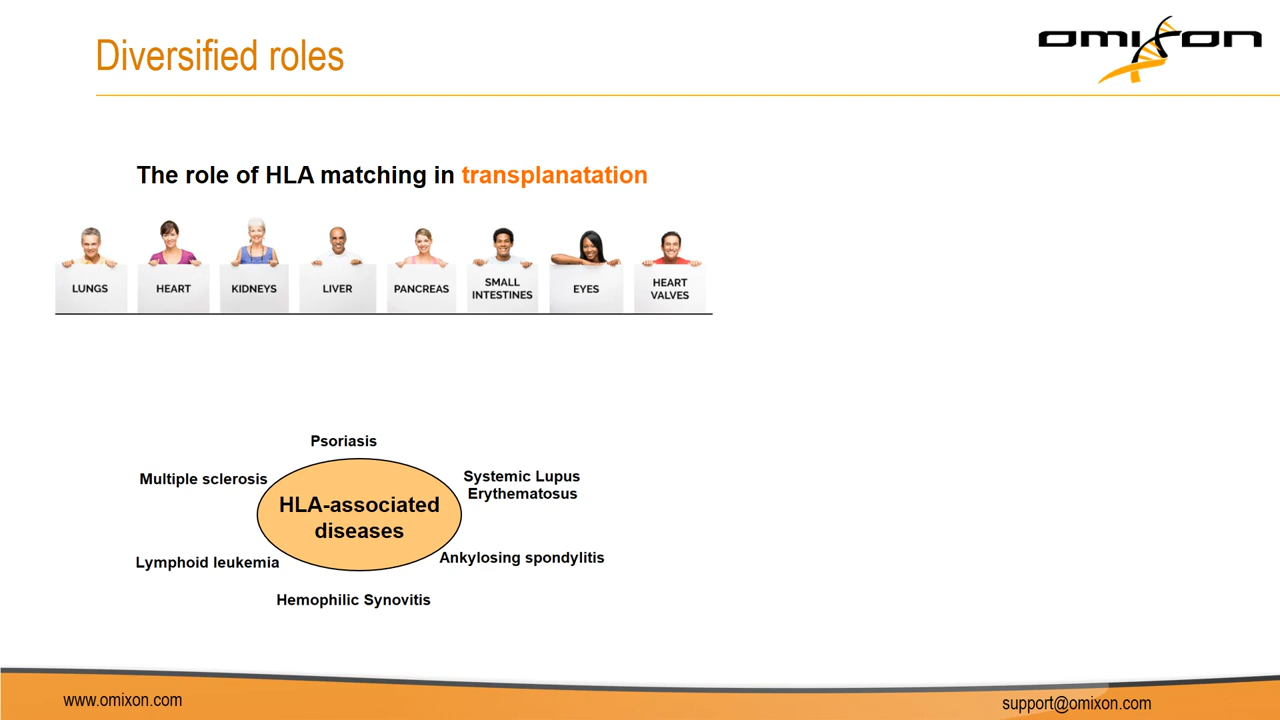 Diversified roles
omixon
The role of HLA matching in transplanatation
LUNGS
HEART
KIDNEYS
LIVER
PANCREAS
SMALL
INTESTINES
EYES
HEART
VALVES
Psoriasis
Multiple sclerosis
Systemic Lupus
Erythematosus
HLA-associated
diseases
Lymphoid leukemia
Ankylosing spondylitis
Hemophilic Synovitis
www.omixon.com
support@omixon.com